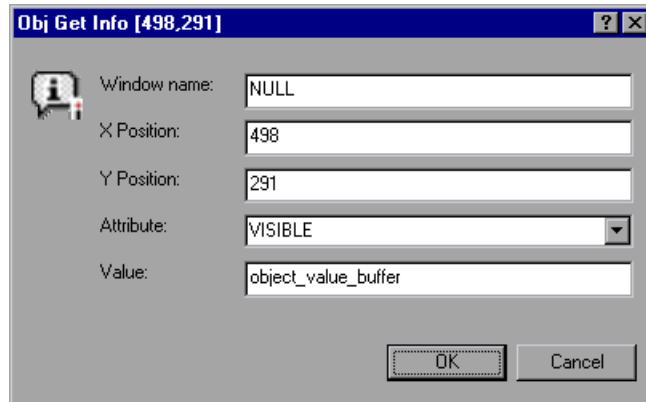 Obj Get Info [498,291]
Window name: NULL
X Position: 498
Y Position: 291
Attribute: VISIBLE
Value: object_value_buffer
OK Cancel